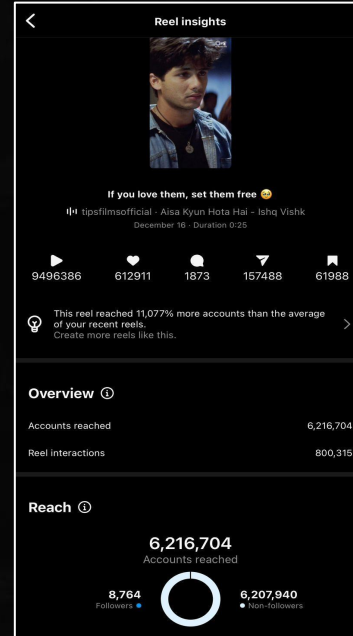 Reel insights
If you love them, set them free 🥹
tipsfilmsofficial · Aisa Kyun Hota Hai - Ishq Vishk
December 16 · Duration 0:25
9496386 612911 1873 157488 61988
This reel reached 11,077% more accounts than the average
of your recent reels.
Create more reels like this.
Overview
Accounts reached 6,216,704
Reel interactions 800,315
Reach
6,216,704
Accounts reached
8,764 6,207,940
Followers Non-followers